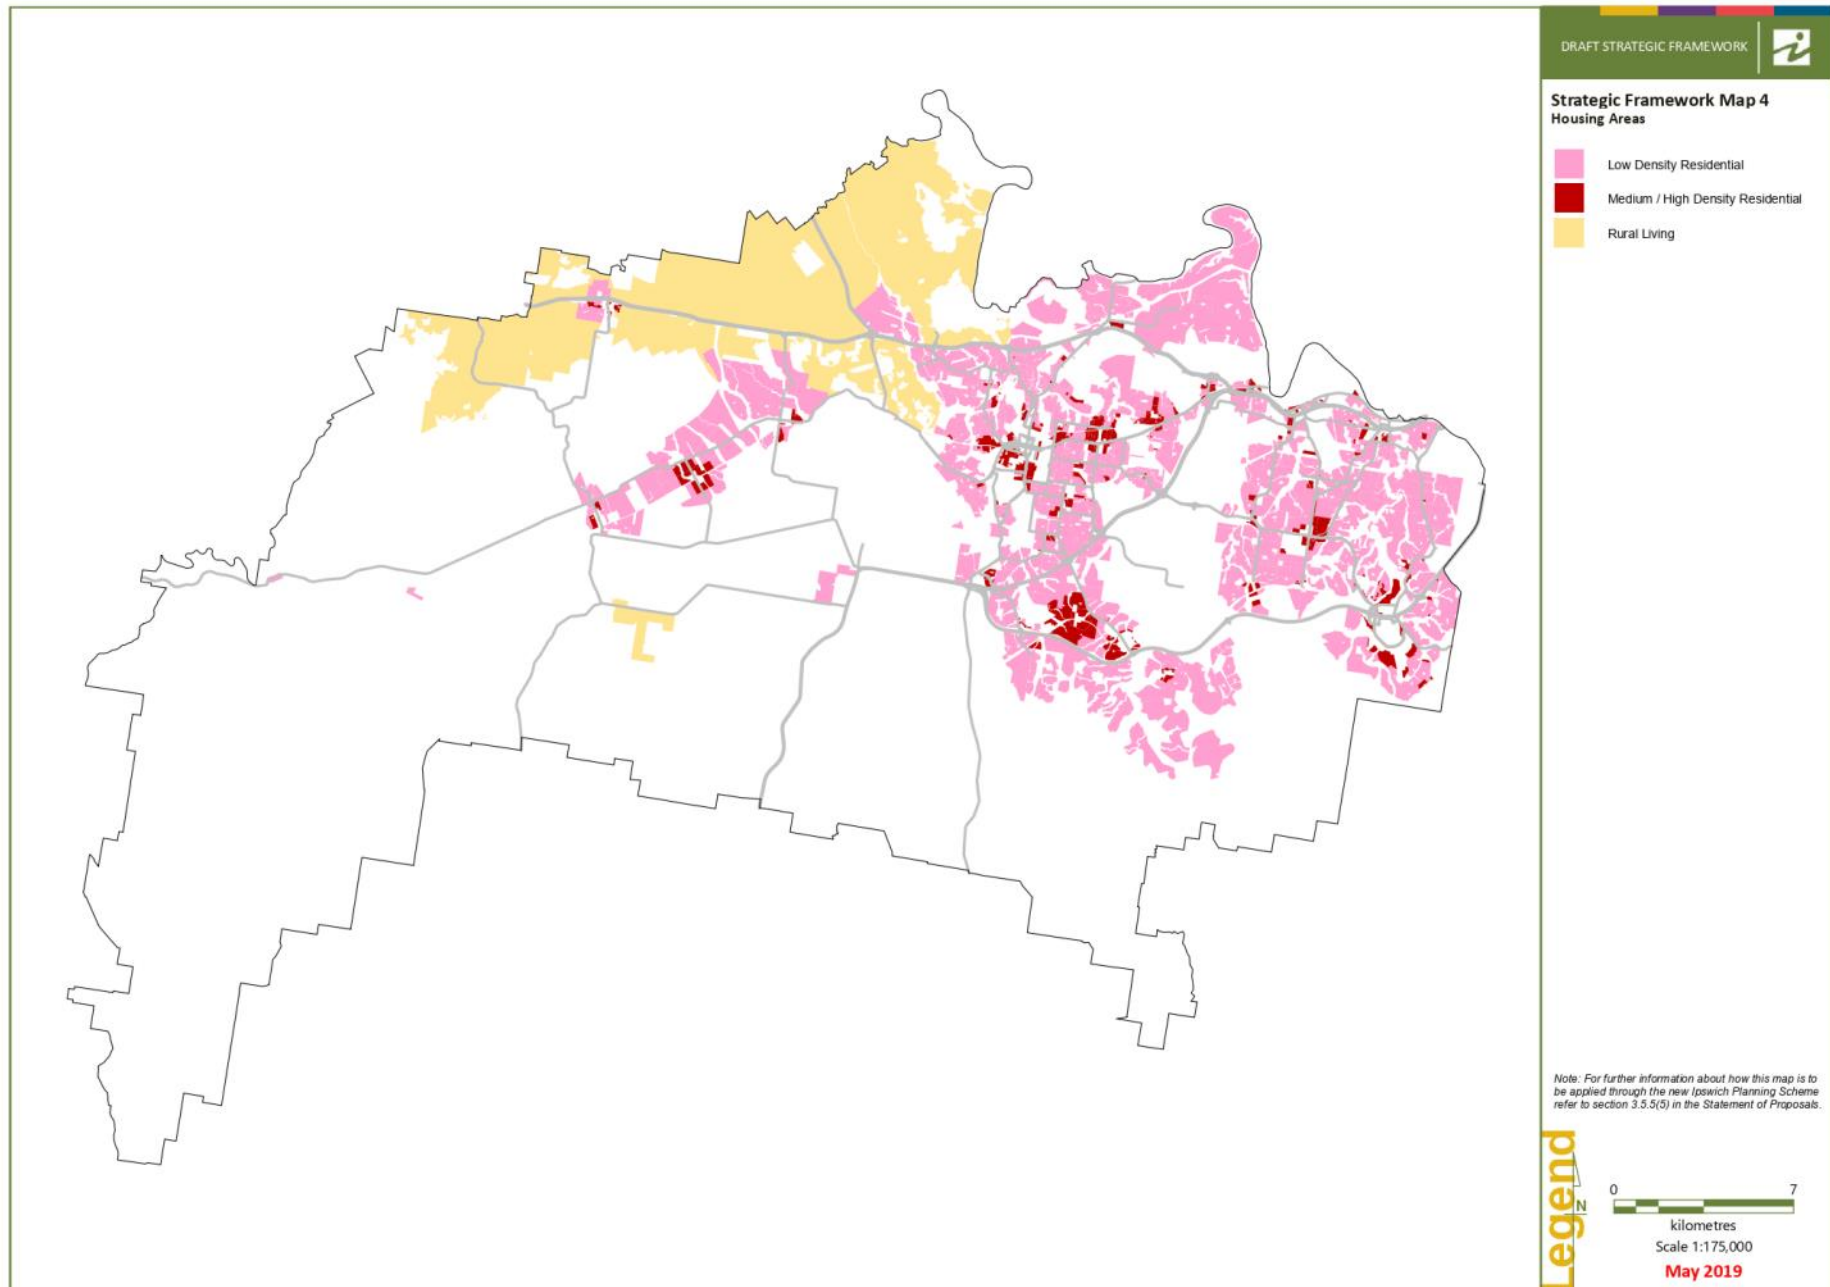 DRAFT STRATEGIC FRAMEWORK
Strategic Framework Map 4
Housing Areas
Low Density Residential
Medium / High Density Residential
Rural Living
Note: For further information about how this map is to
be applied through the new Ipswich Planning Scheme
refer to section 3.5.5(5) in the Statement of Proposals.
Legend
N
0 7
kilometres
Scale 1:175,000
May 2019